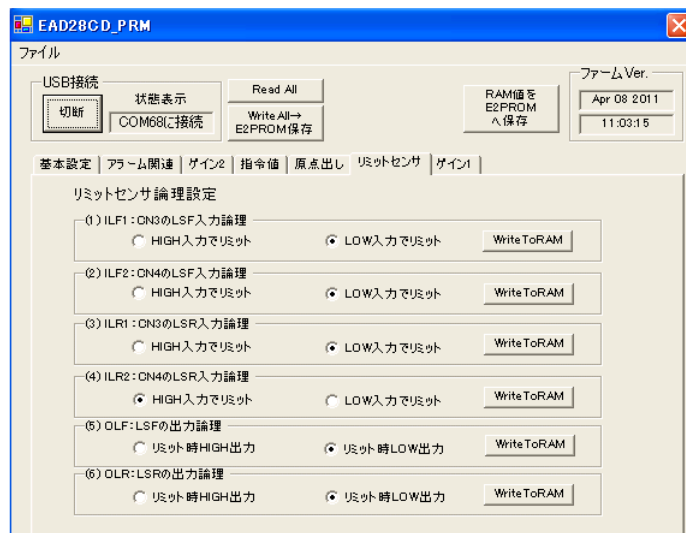 EAD28CD_PRM
ファイル
USB接続
切断
状態表示
COM68に接続
Read All
Write All→
E2PROM保存
RAM値を
E2PROM
へ保存
ファームVer.
Apr 08 2011
11:03:15
基本設定 アラーム関連 ゲイン2 指令値 原点出し リミットセンサ ゲイン1
リミットセンサ論理設定
(1) ILF1:CN3のLSF入力論理
HIGH入力でリミット LOW入力でリミット WriteToRAM
(2) ILF2:CN4のLSF入力論理
HIGH入力でリミット LOW入力でリミット WriteToRAM
(3) ILR1:CN3のLSR入力論理
HIGH入力でリミット LOW入力でリミット WriteToRAM
(4) ILR2:CN4のLSR入力論理
HIGH入力でリミット LOW入力でリミット WriteToRAM
(5) OLF:LSFの出力論理
リミット時HIGH出力 リミット時LOW出力 WriteToRAM
(6) OLR:LSRの出力論理
リミット時HIGH出力 リミット時LOW出力 WriteToRAM